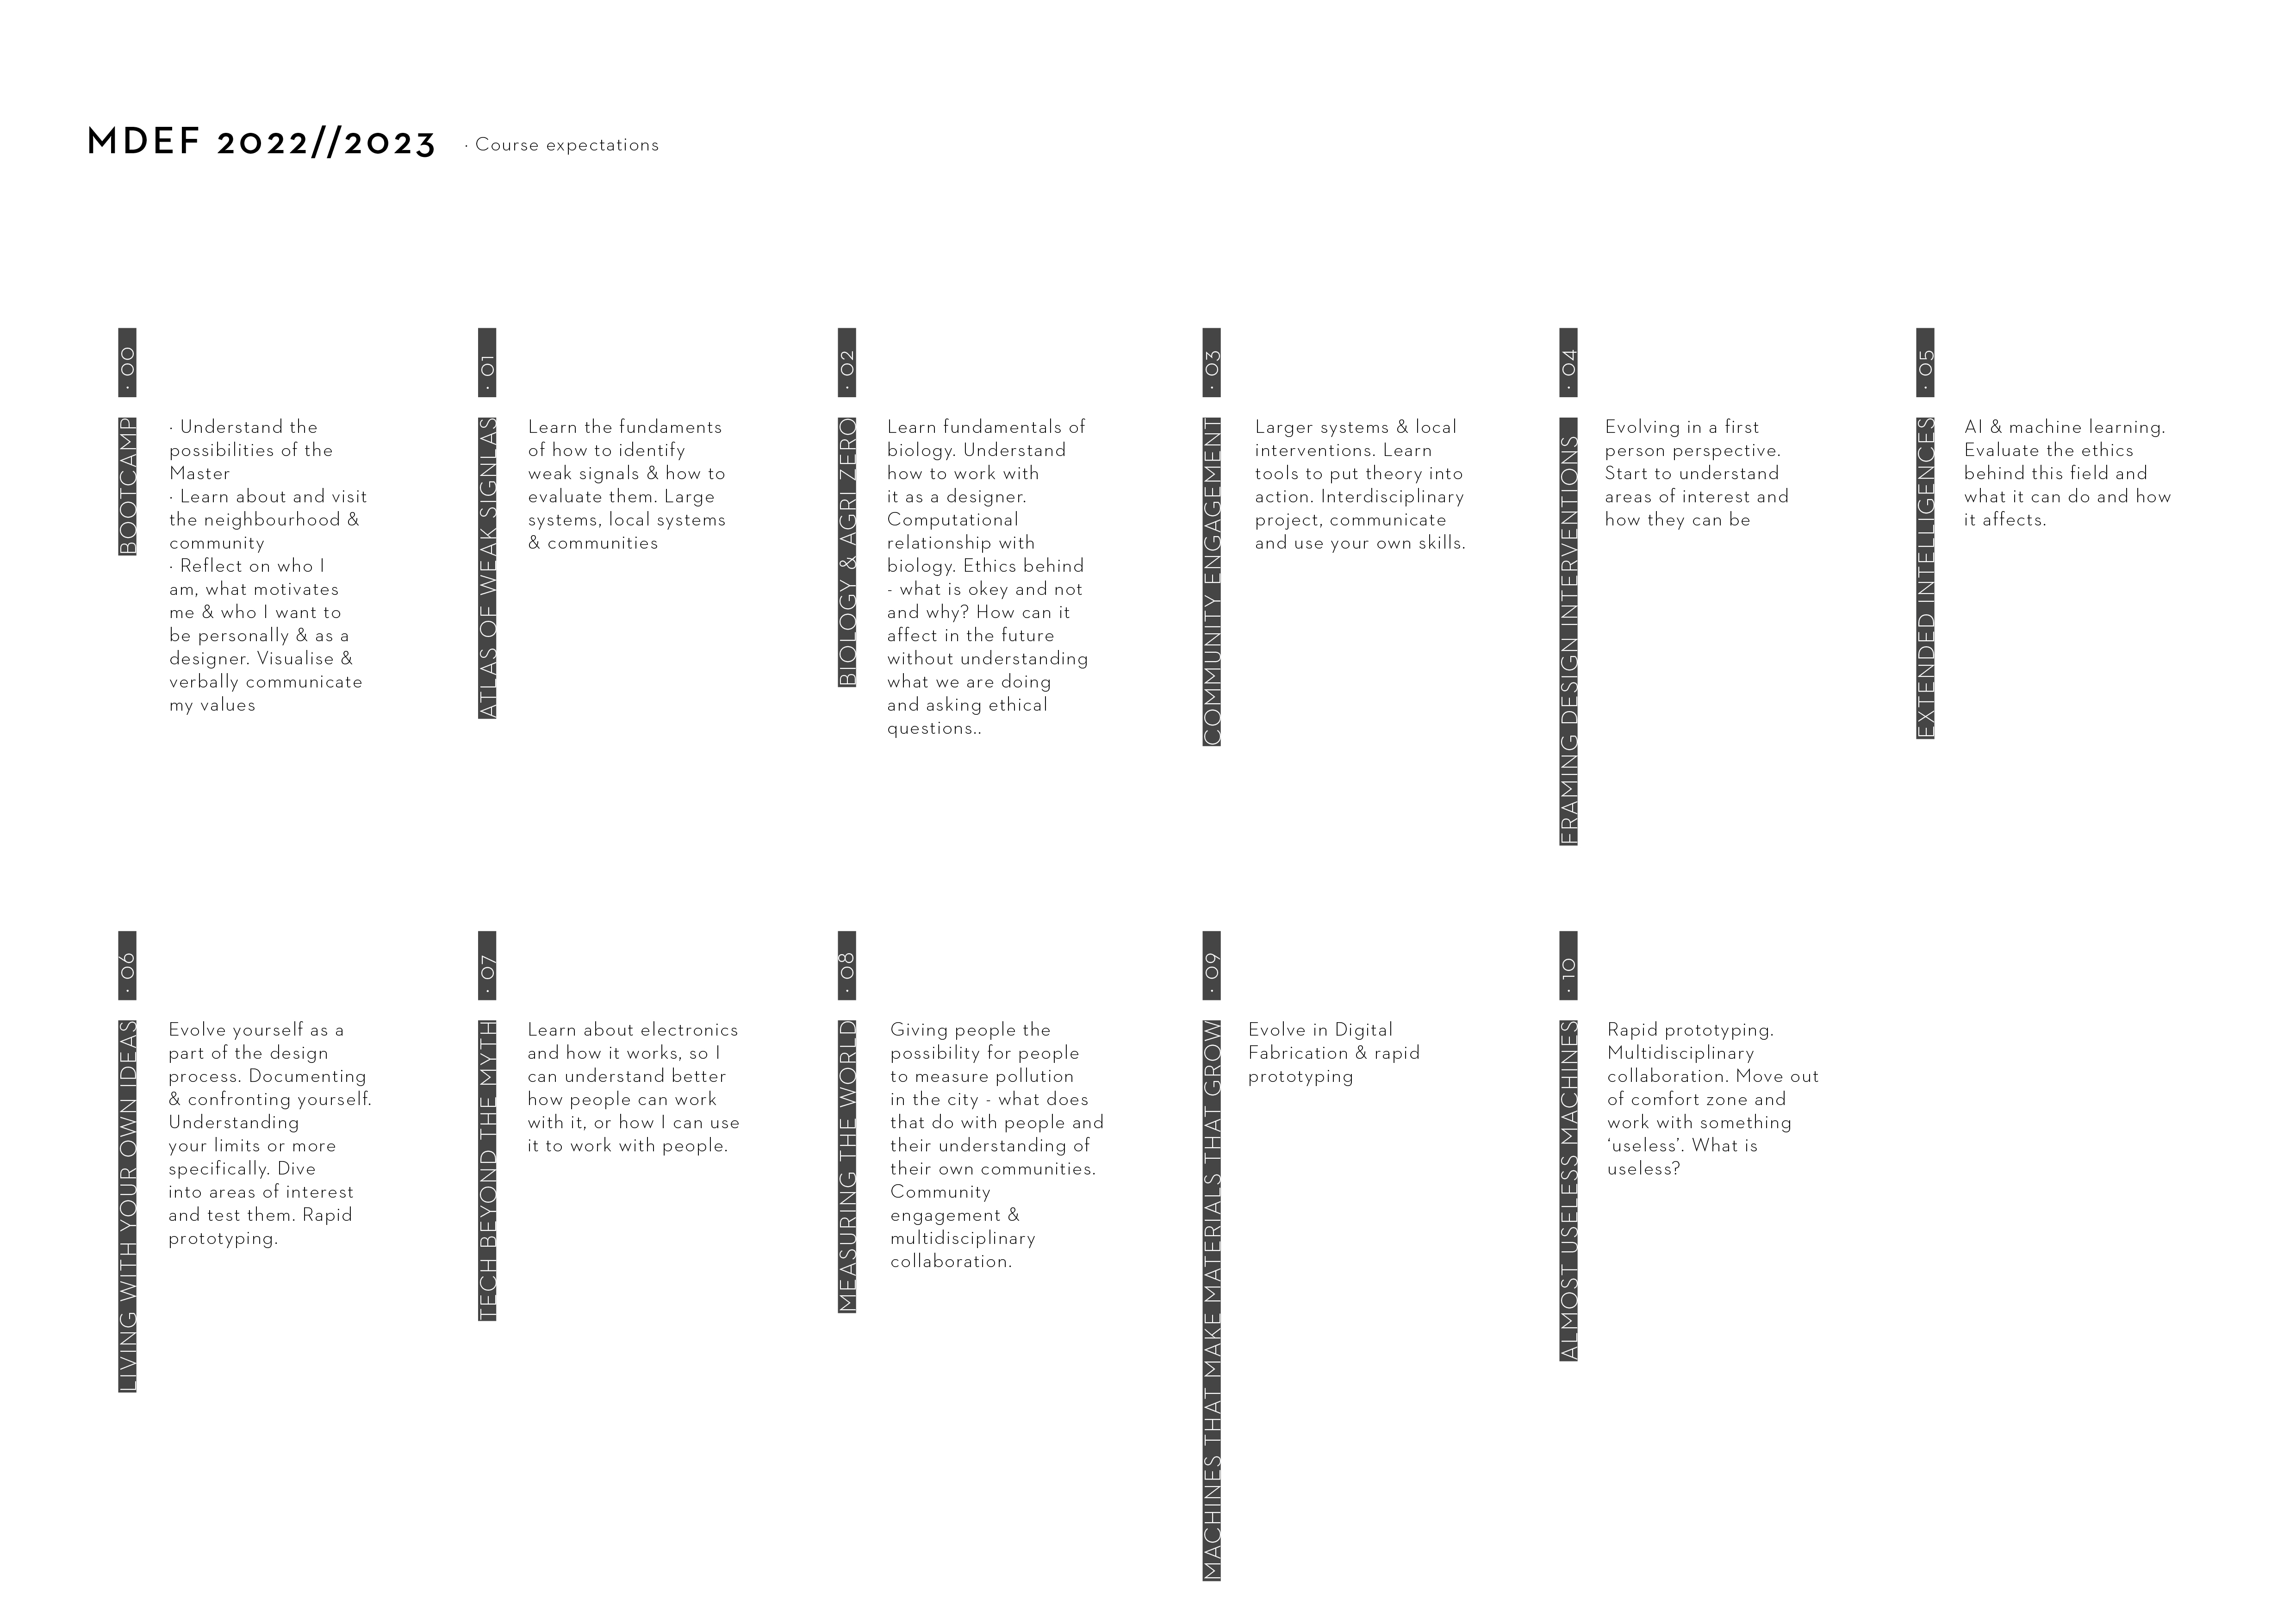 MDEF 2022//2023
· Course expectations
· 00
BOOTCAMP
· Understand the
possibilities of the
Master
· Learn about and visit
the neighbourhood &
community
· Reflect on who I
am, what motivates
me & who I want to
be personally & as a
designer. Visualise &
verbally communicate
my values
· 01
ATLAS OF WEAK SIGNLAS
Learn the fundaments
of how to identify
weak signals & how to
evaluate them. Large
systems, local systems
& communities
· 02
BIOLOGY & AGRI ZERO
Learn fundamentals of
biology. Understand
how to work with
it as a designer.
Computational
relationship with
biology. Ethics behind
- what is okey and not
and why? How can it
affect in the future
without understanding
what we are doing
and asking ethical
questions..
· 03
COMMUNITY ENGAGEMENT
Larger systems & local
interventions. Learn
tools to put theory into
action. Interdisciplinary
project, communicate
and use your own skills.
· 04
FRAMING DESIGN INTERVENTIONS
Evolving in a first
person perspective.
Start to understand
areas of interest and
how they can be
· 05
EXTENDED INTELLIGENCES
AI & machine learning.
Evaluate the ethics
behind this field and
what it can do and how
it affects.
· 06
LIVING WITH YOUR OWN IDEAS
Evolve yourself as a
part of the design
process. Documenting
& confronting yourself.
Understanding
your limits or more
specifically. Dive
into areas of interest
and test them. Rapid
prototyping.
· 07
TECH BEYOND THE MYTH
Learn about electronics
and how it works, so I
can understand better
how people can work
with it, or how I can use
it to work with people.
· 08
MEASURING THE WORLD
Giving people the
possibility for people
to measure pollution
in the city - what does
that do with people and
their understanding of
their own communities.
Community
engagement &
multidisciplinary
collaboration.
· 09
MACHINES THAT MAKE MATERIALS THAT GROW
Evolve in Digital
Fabrication & rapid
prototyping
· 10
ALMOST USELESS MACHINES
Rapid prototyping.
Multidisciplinary
collaboration. Move out
of comfort zone and
work with something
‘useless’. What is
useless?